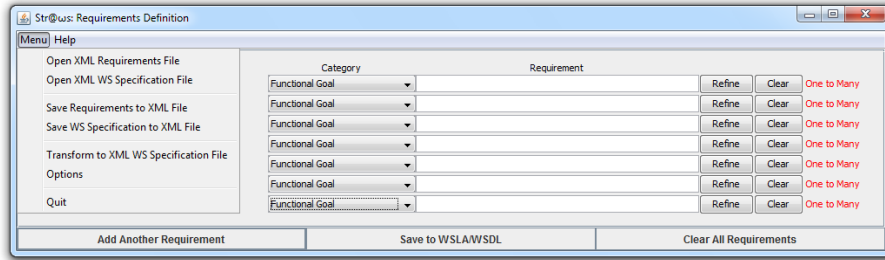 Str@ωs: Requirements Definition
Menu Help
Open XML Requirements File
Open XML WS Specification File
Save Requirements to XML File
Save WS Specification to XML File
Transform to XML WS Specification File
Options
Quit
Category Requirement
Functional Goal Refine Clear One to Many
Functional Goal Refine Clear One to Many
Functional Goal Refine Clear One to Many
Functional Goal Refine Clear One to Many
Functional Goal Refine Clear One to Many
Functional Goal Refine Clear One to Many
Functional Goal Refine Clear One to Many
Add Another Requirement Save to WSLA/WSDL Clear All Requirements